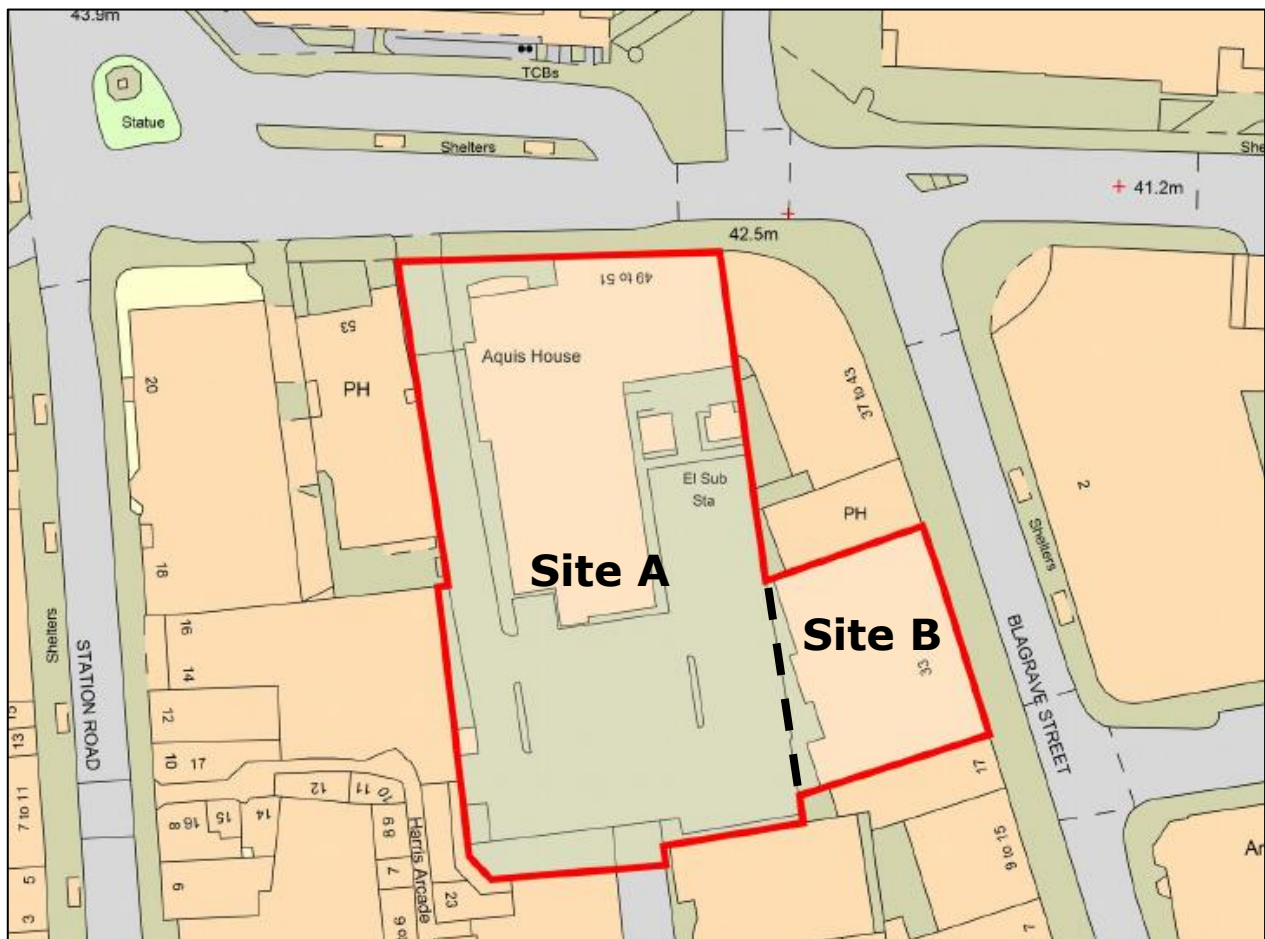 43.9m
TCBs
Statue
Shelters
She
41.2m
42.5m
49 to 51
53
Aquis House
PH
20
37 to 43
2
El Sub
Sta
PH
Shelters
18
Site A
Site B
33
Shelters
STATION ROAD
16
14
12
10
17
BLAGRAVE STREET
13
7 to 11
12
11
10
17
16
15
14
8
8 9
7
Harris Arcade
9 to 15
Ar
6
5
3
23
7